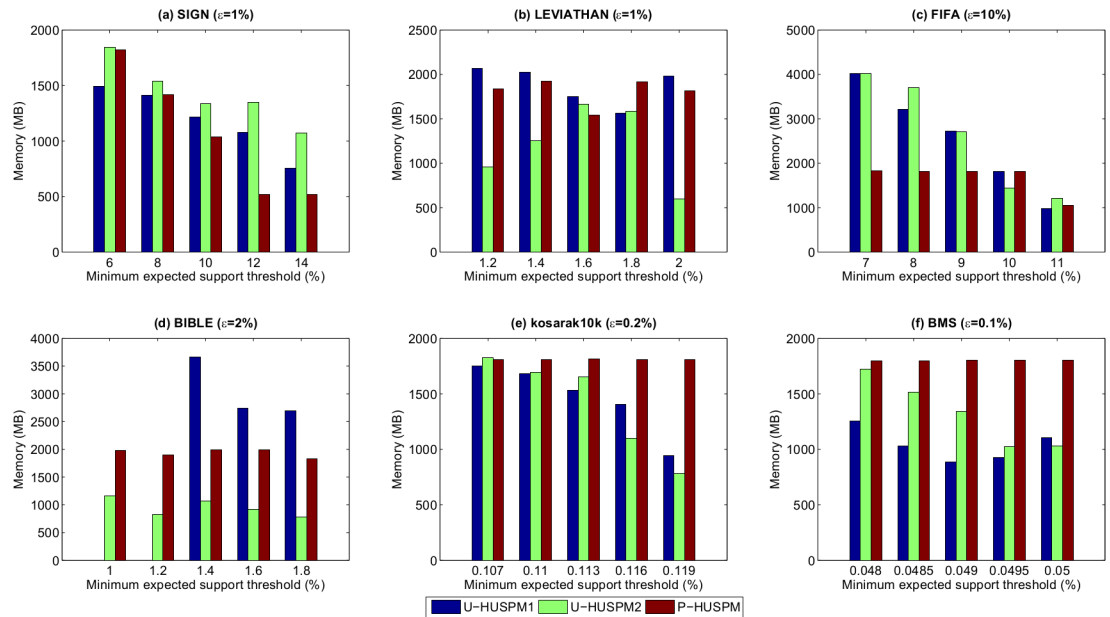 (a) SIGN (ε=1%)
2000
1500
1000
500
0
Memory (MB)
6 8 10 12 14
Minimum expected support threshold (%)
(b) LEVIATHAN (ε=1%)
2500
2000
1500
1000
500
0
Memory (MB)
1.2 1.4 1.6 1.8 2
Minimum expected support threshold (%)
(c) FIFA (ε=10%)
5000
4000
3000
2000
1000
0
Memory (MB)
7 8 9 10 11
Minimum expected support threshold (%)
(d) BIBLE (ε=2%)
4000
3500
3000
2500
2000
1500
1000
500
0
Memory (MB)
1 1.2 1.4 1.6 1.8
Minimum expected support threshold (%)
(e) kosarak10k (ε=0.2%)
2000
1500
1000
500
0
Memory (MB)
0.107 0.11 0.113 0.116 0.119
Minimum expected support threshold (%)
(f) BMS (ε=0.1%)
2000
1500
1000
500
0
Memory (MB)
0.048 0.0485 0.049 0.0495 0.05
Minimum expected support threshold (%)
U-HUSPM1 U-HUSPM2 P-HUSPM